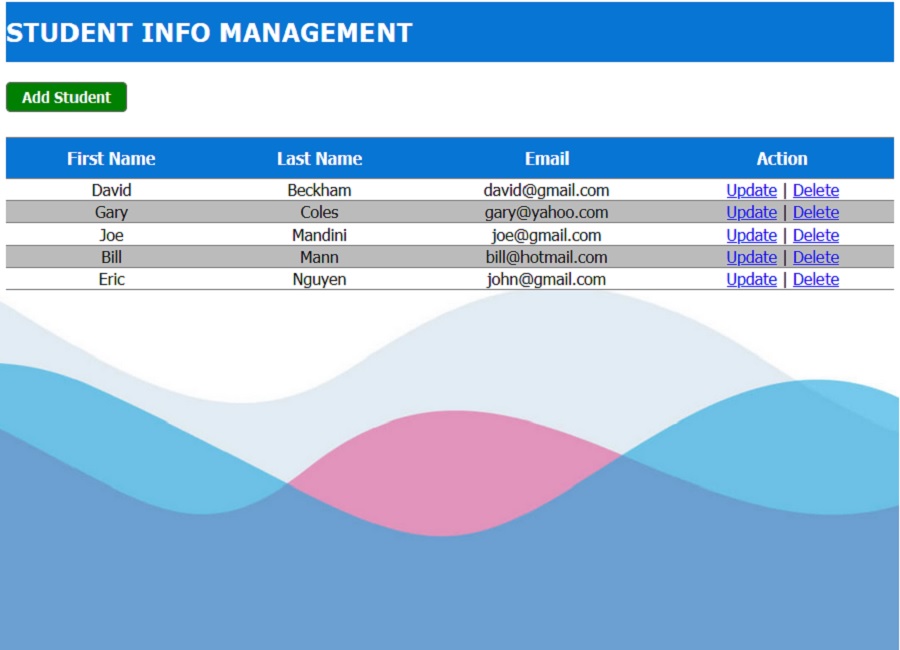 STUDENT INFO MANAGEMENT
Add Student
First Name Last Name Email Action
David Beckham david@gmail.com Update | Delete
Gary Coles gary@yahoo.com Update | Delete
Joe Mandini joe@gmail.com Update | Delete
Bill Mann bill@hotmail.com Update | Delete
Eric Nguyen john@gmail.com Update | Delete